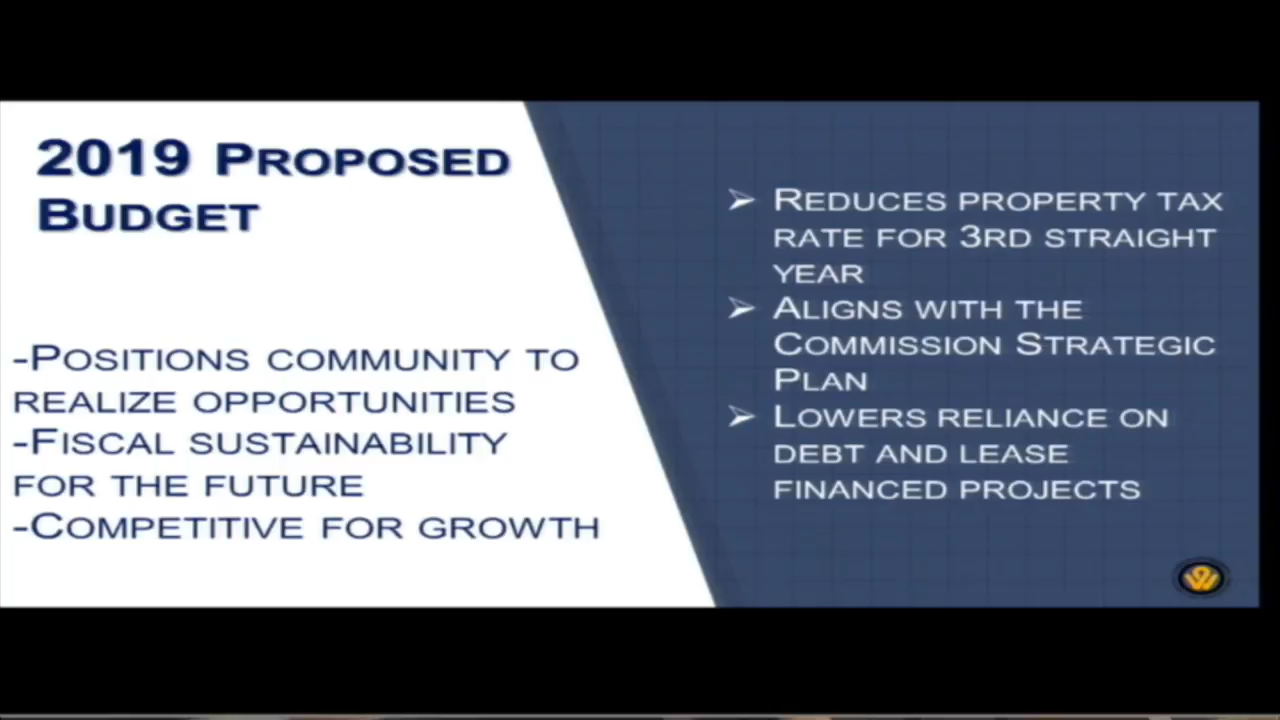 2019 PROPOSED
BUDGET
-POSITIONS COMMUNITY TO
REALIZE OPPORTUNITIES
-FISCAL SUSTAINABILITY
FOR THE FUTURE
-COMPETITIVE FOR GROWTH
➢ REDUCES PROPERTY TAX
RATE FOR 3RD STRAIGHT
YEAR
➢ ALIGNS WITH THE
COMMISSION STRATEGIC
PLAN
➢ LOWERS RELIANCE ON
DEBT AND LEASE
FINANCED PROJECTS